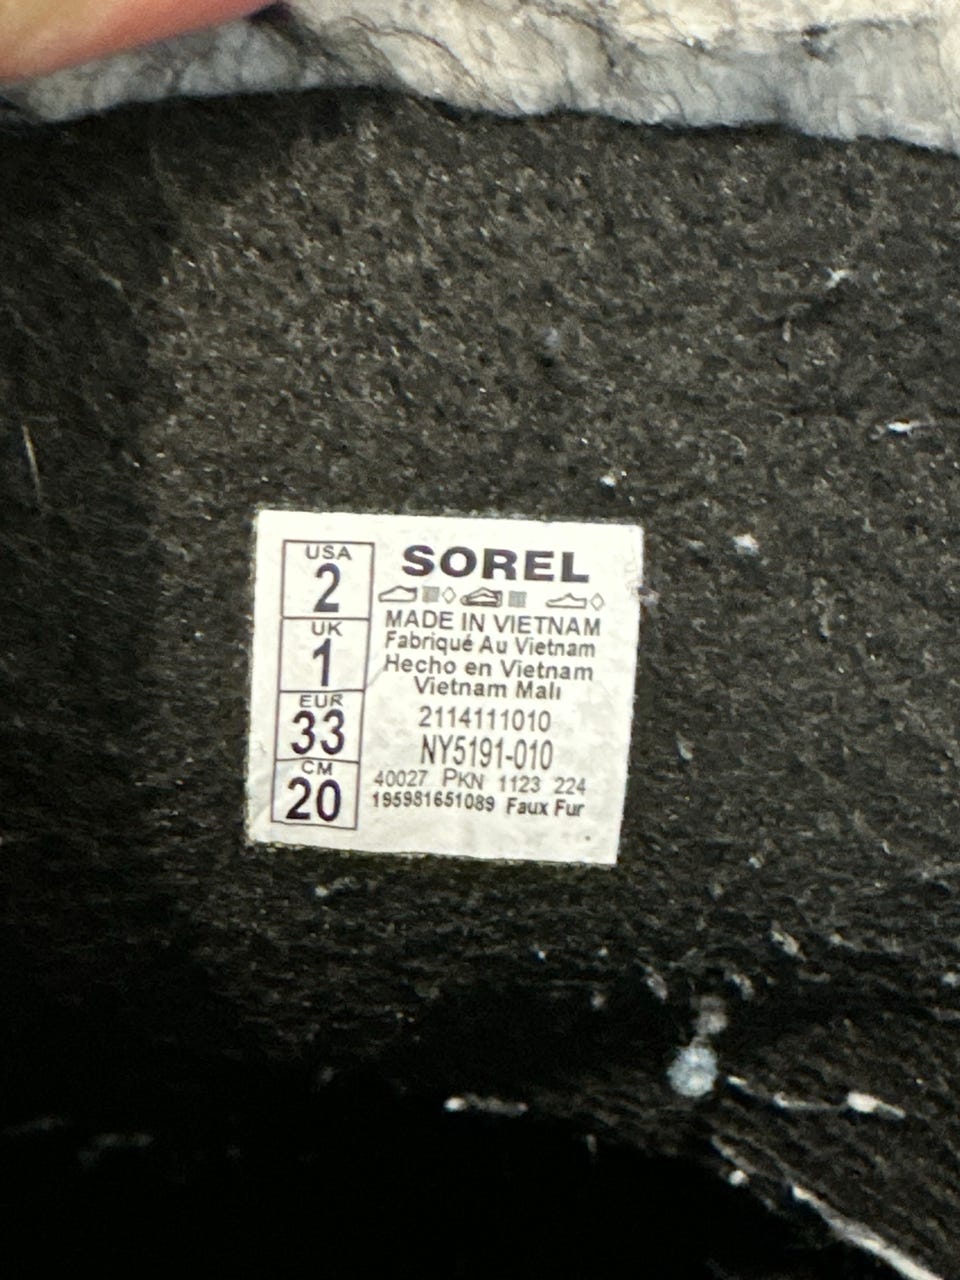 USA
2
UK
1
EUR
33
CM
20
SOREL
MADE IN VIETNAM
Fabriqué Au Vietnam
Hecho en Vietnam
Vietnam Malı
2114111010
NY5191-010
40027 PKN 1123 224
195981651089 Faux Fur